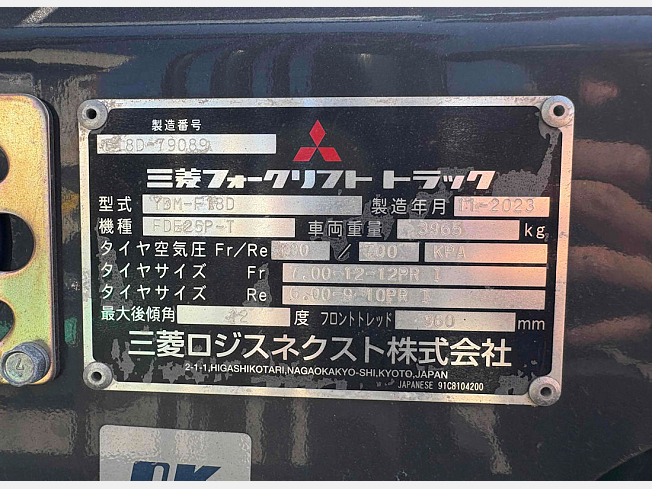 製造番号
18D-79089
三菱フォークリフト トラック
型式 YDM-F18D 製造年月 11-2023
機種 FDE25P-T 車両重量 3965 kg
タイヤ空気圧 Fr/Re / 700 KPA
タイヤサイズ Fr 7.00-12-12PR I
タイヤサイズ Re 6.00-9-10PR I
最大後傾角 12 度 フロントトレッド 960 mm
三菱ロジスネクスト株式会社
2-1-1,HIGASHIKOTARI,NAGAOKAKYO-SHI,KYOTO,JAPAN
JAPANESE 91C8104200